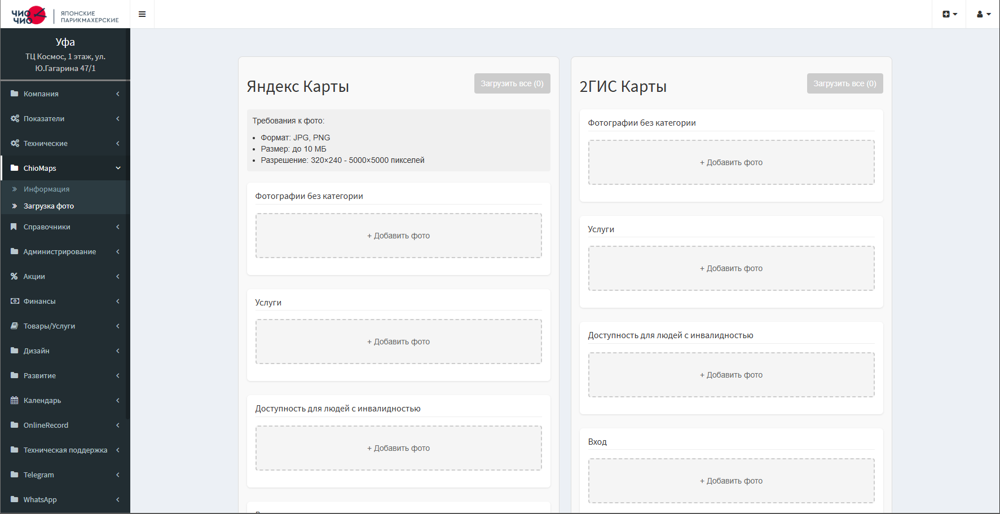 ЧИО
ЧИО
ЯПОНСКИЕ
ПАРИКМАХЕРСКИЕ
Уфа
ТЦ Космос, 1 этаж, ул.
Ю.Гагарина 47/1
Компания
Показатели
Технические
ChioMaps
Информация
Загрузка фото
Справочники
Администрирование
Акции
Финансы
Товары/Услуги
Дизайн
Развитие
Календарь
OnlineRecord
Техническая поддержка
Telegram
WhatsApp
Яндекс Карты
Загрузить все (0)
Требования к фото:
• Формат: JPG, PNG
• Размер: до 10 МБ
• Разрешение: 320×240 - 5000×5000 пикселей
Фотографии без категории
+ Добавить фото
Услуги
+ Добавить фото
Доступность для людей с инвалидностью
+ Добавить фото
2ГИС Карты
Загрузить все (0)
Фотографии без категории
+ Добавить фото
Услуги
+ Добавить фото
Доступность для людей с инвалидностью
+ Добавить фото
Вход
+ Добавить фото